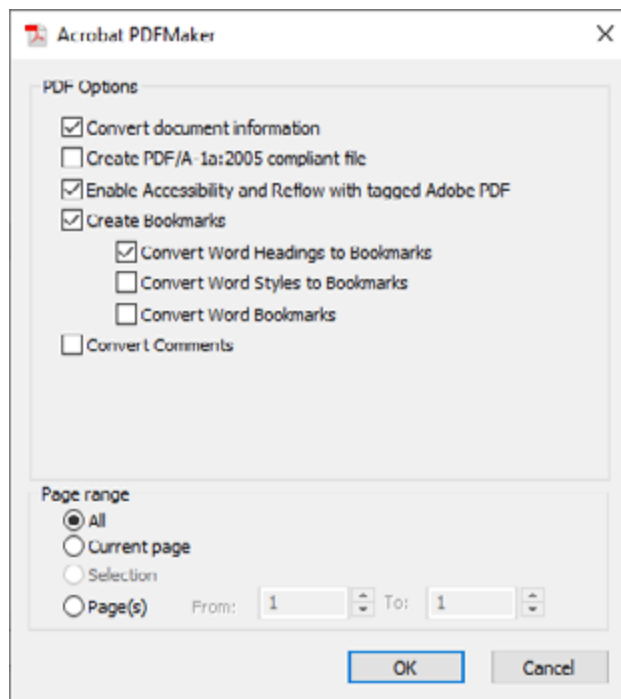 Acrobat PDFMaker
PDF Options
Convert document information
Create PDF/A-1a:2005 compliant file
Enable Accessibility and Reflow with tagged Adobe PDF
Create Bookmarks
Convert Word Headings to Bookmarks
Convert Word Styles to Bookmarks
Convert Word Bookmarks
Convert Comments
Page range
All
Current page
Selection
Page(s) From: 1 To: 1
OK Cancel